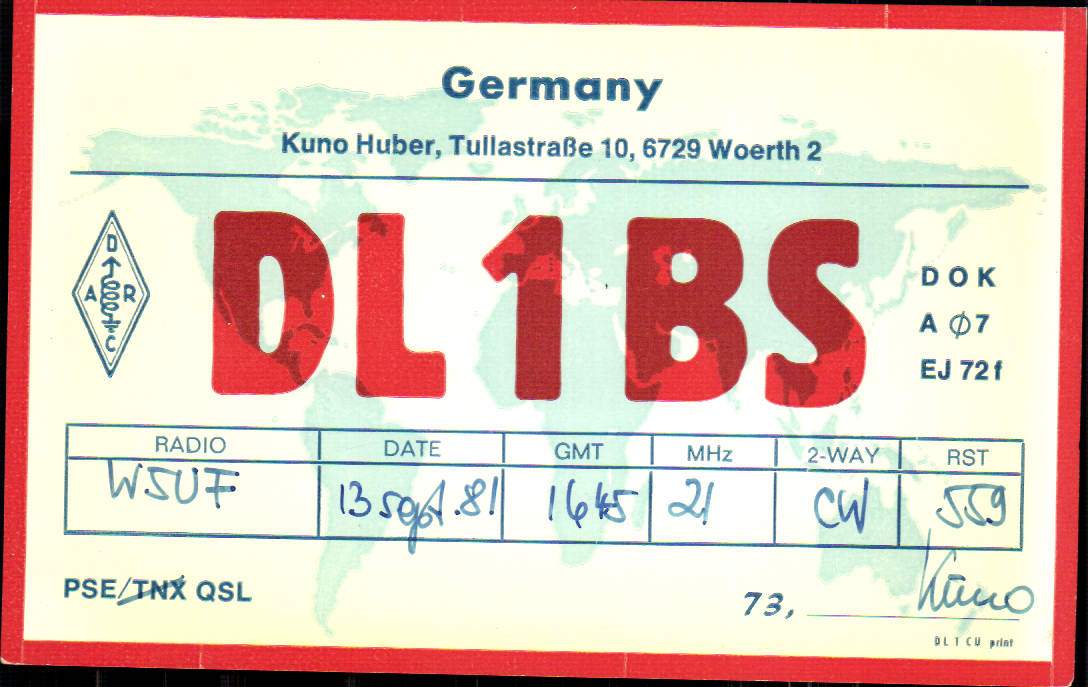 Germany
Kuno Huber, Tullastraße 10, 6729 Woerth 2
DL1BS
D
A R
C
DOK
A Ø7
EJ 72 f
RADIO DATE GMT MHz 2-WAY RST
W5UF 13 sept. 81 1645 21 CW 559
PSE/TNX QSL
73, Kuno
DL1CU print